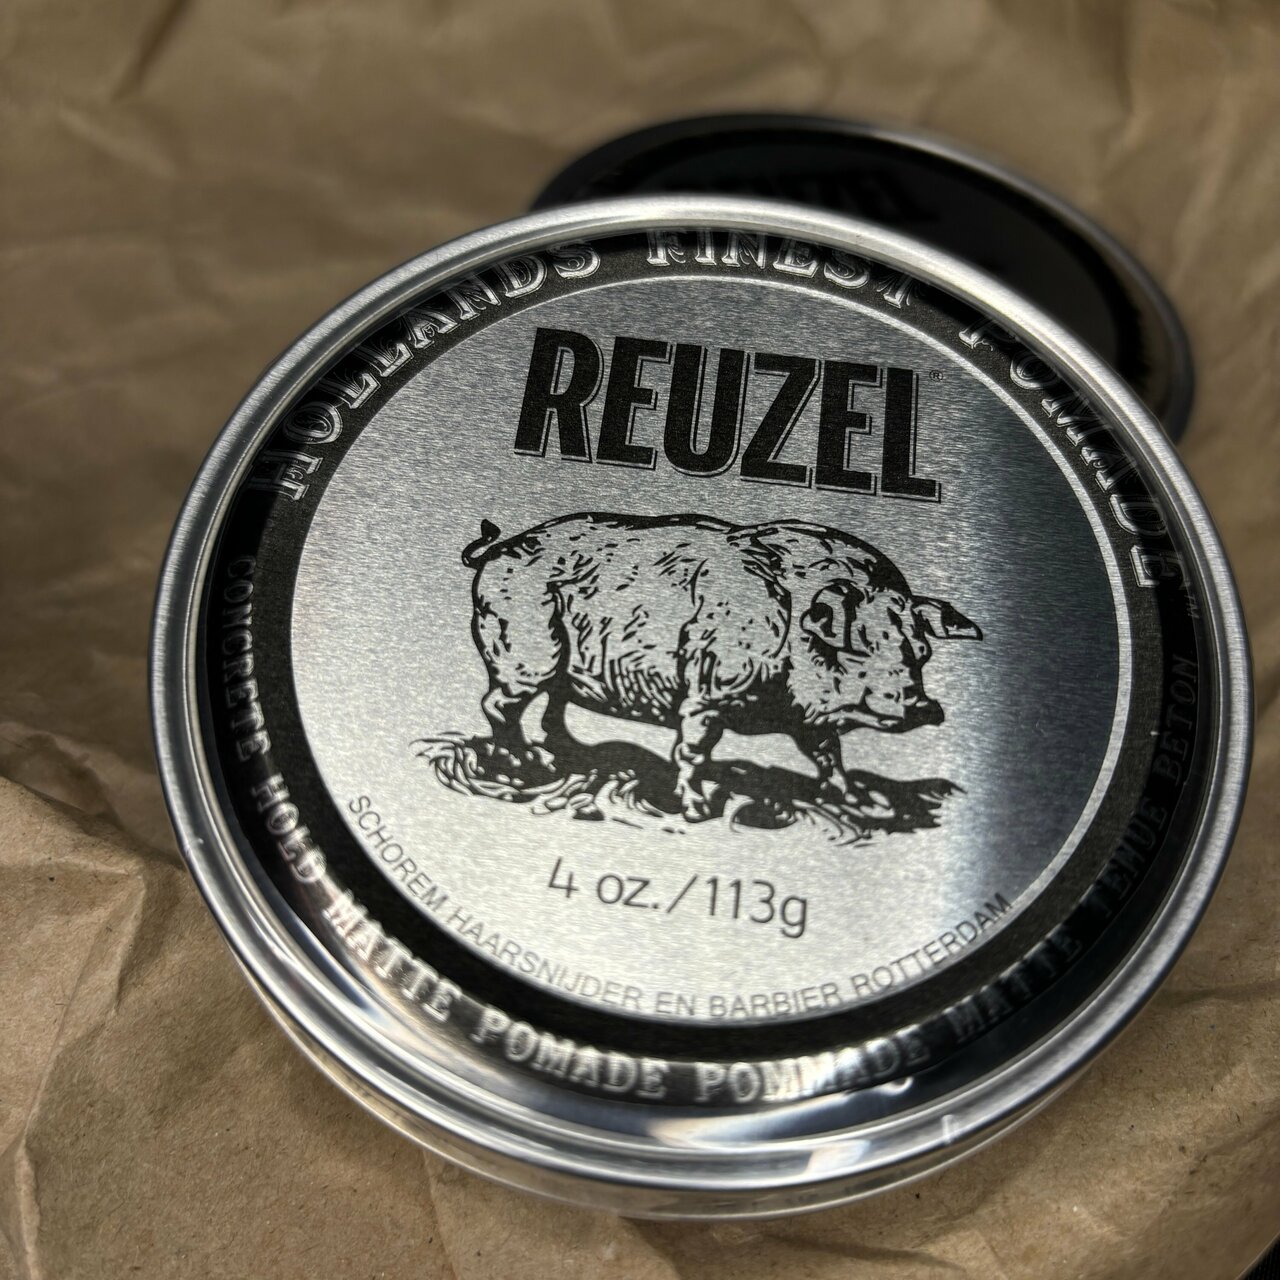 HOLLANDS FINEST POMADE™
REUZEL®
4 oz./113g
SCHOREM HAARSNIJDER EN BARBIER ROTTERDAM
CONCRETE HOLD MATTE POMADE POMMADE MATTE TENUE BETON